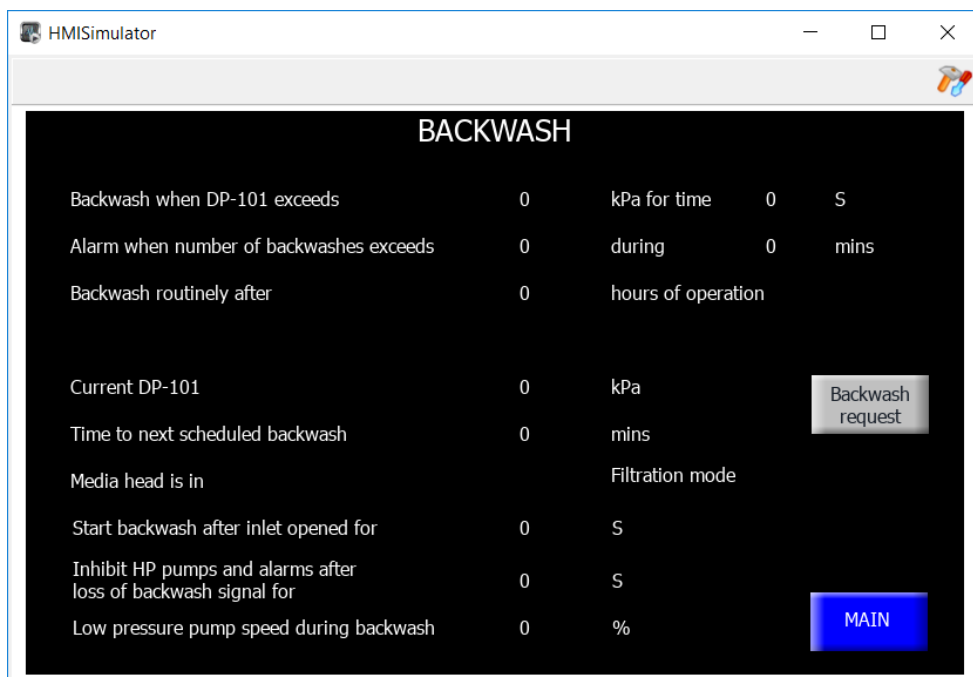 HMISimulator
BACKWASH
Backwash when DP-101 exceeds 0 kPa for time 0 S
Alarm when number of backwashes exceeds 0 during 0 mins
Backwash routinely after 0 hours of operation
Current DP-101 0 kPa
Backwash
request
Time to next scheduled backwash 0 mins
Media head is in Filtration mode
Start backwash after inlet opened for 0 S
Inhibit HP pumps and alarms after
loss of backwash signal for 0 S
Low pressure pump speed during backwash 0 %
MAIN